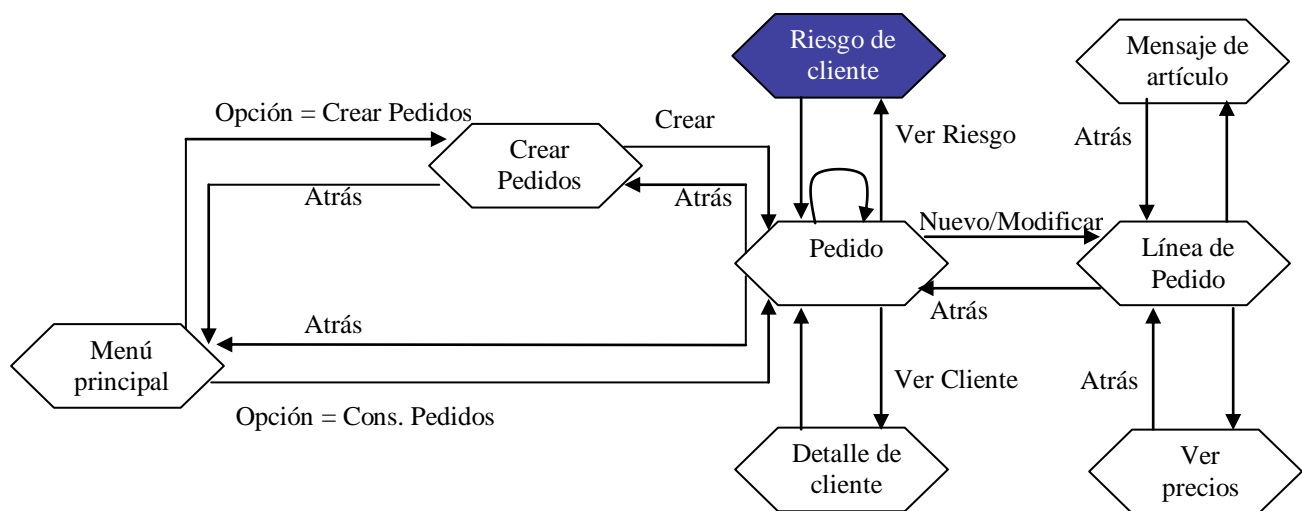 Riesgo de
cliente
Mensaje de
artículo
Opción = Crear Pedidos
Crear
Ver Riesgo
Atrás
Crear
Pedidos
Atrás
Atrás
Nuevo/Modificar
Pedido
Línea de
Pedido
Atrás
Atrás
Menú
principal
Ver Cliente
Atrás
Opción = Cons. Pedidos
Detalle de
cliente
Ver
precios